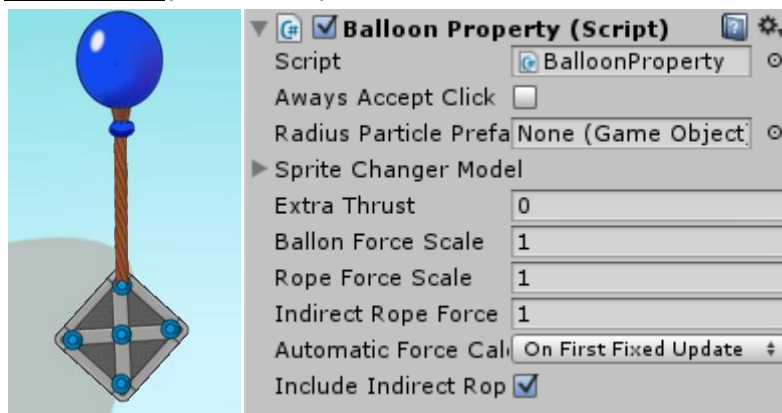 Balloon Property (Script)
Script BalloonProperty
Aways Accept Click
Radius Particle Prefa None (Game Object)
Sprite Changer Model
Extra Thrust 0
Ballon Force Scale 1
Rope Force Scale 1
Indirect Rope Force 1
Automatic Force Cal On First Fixed Update
Include Indirect Rop